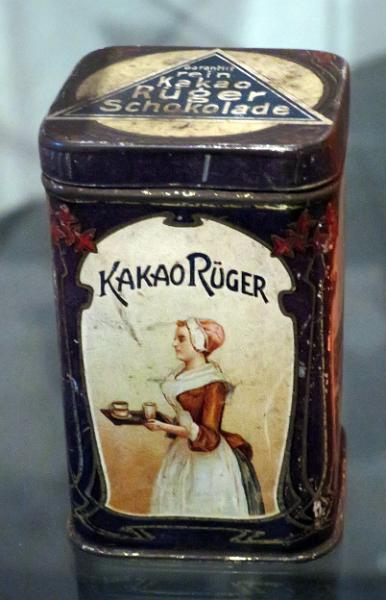 Garantirt
rein
Kakao
Rüger
Schokolade
KAKAO RÜGER